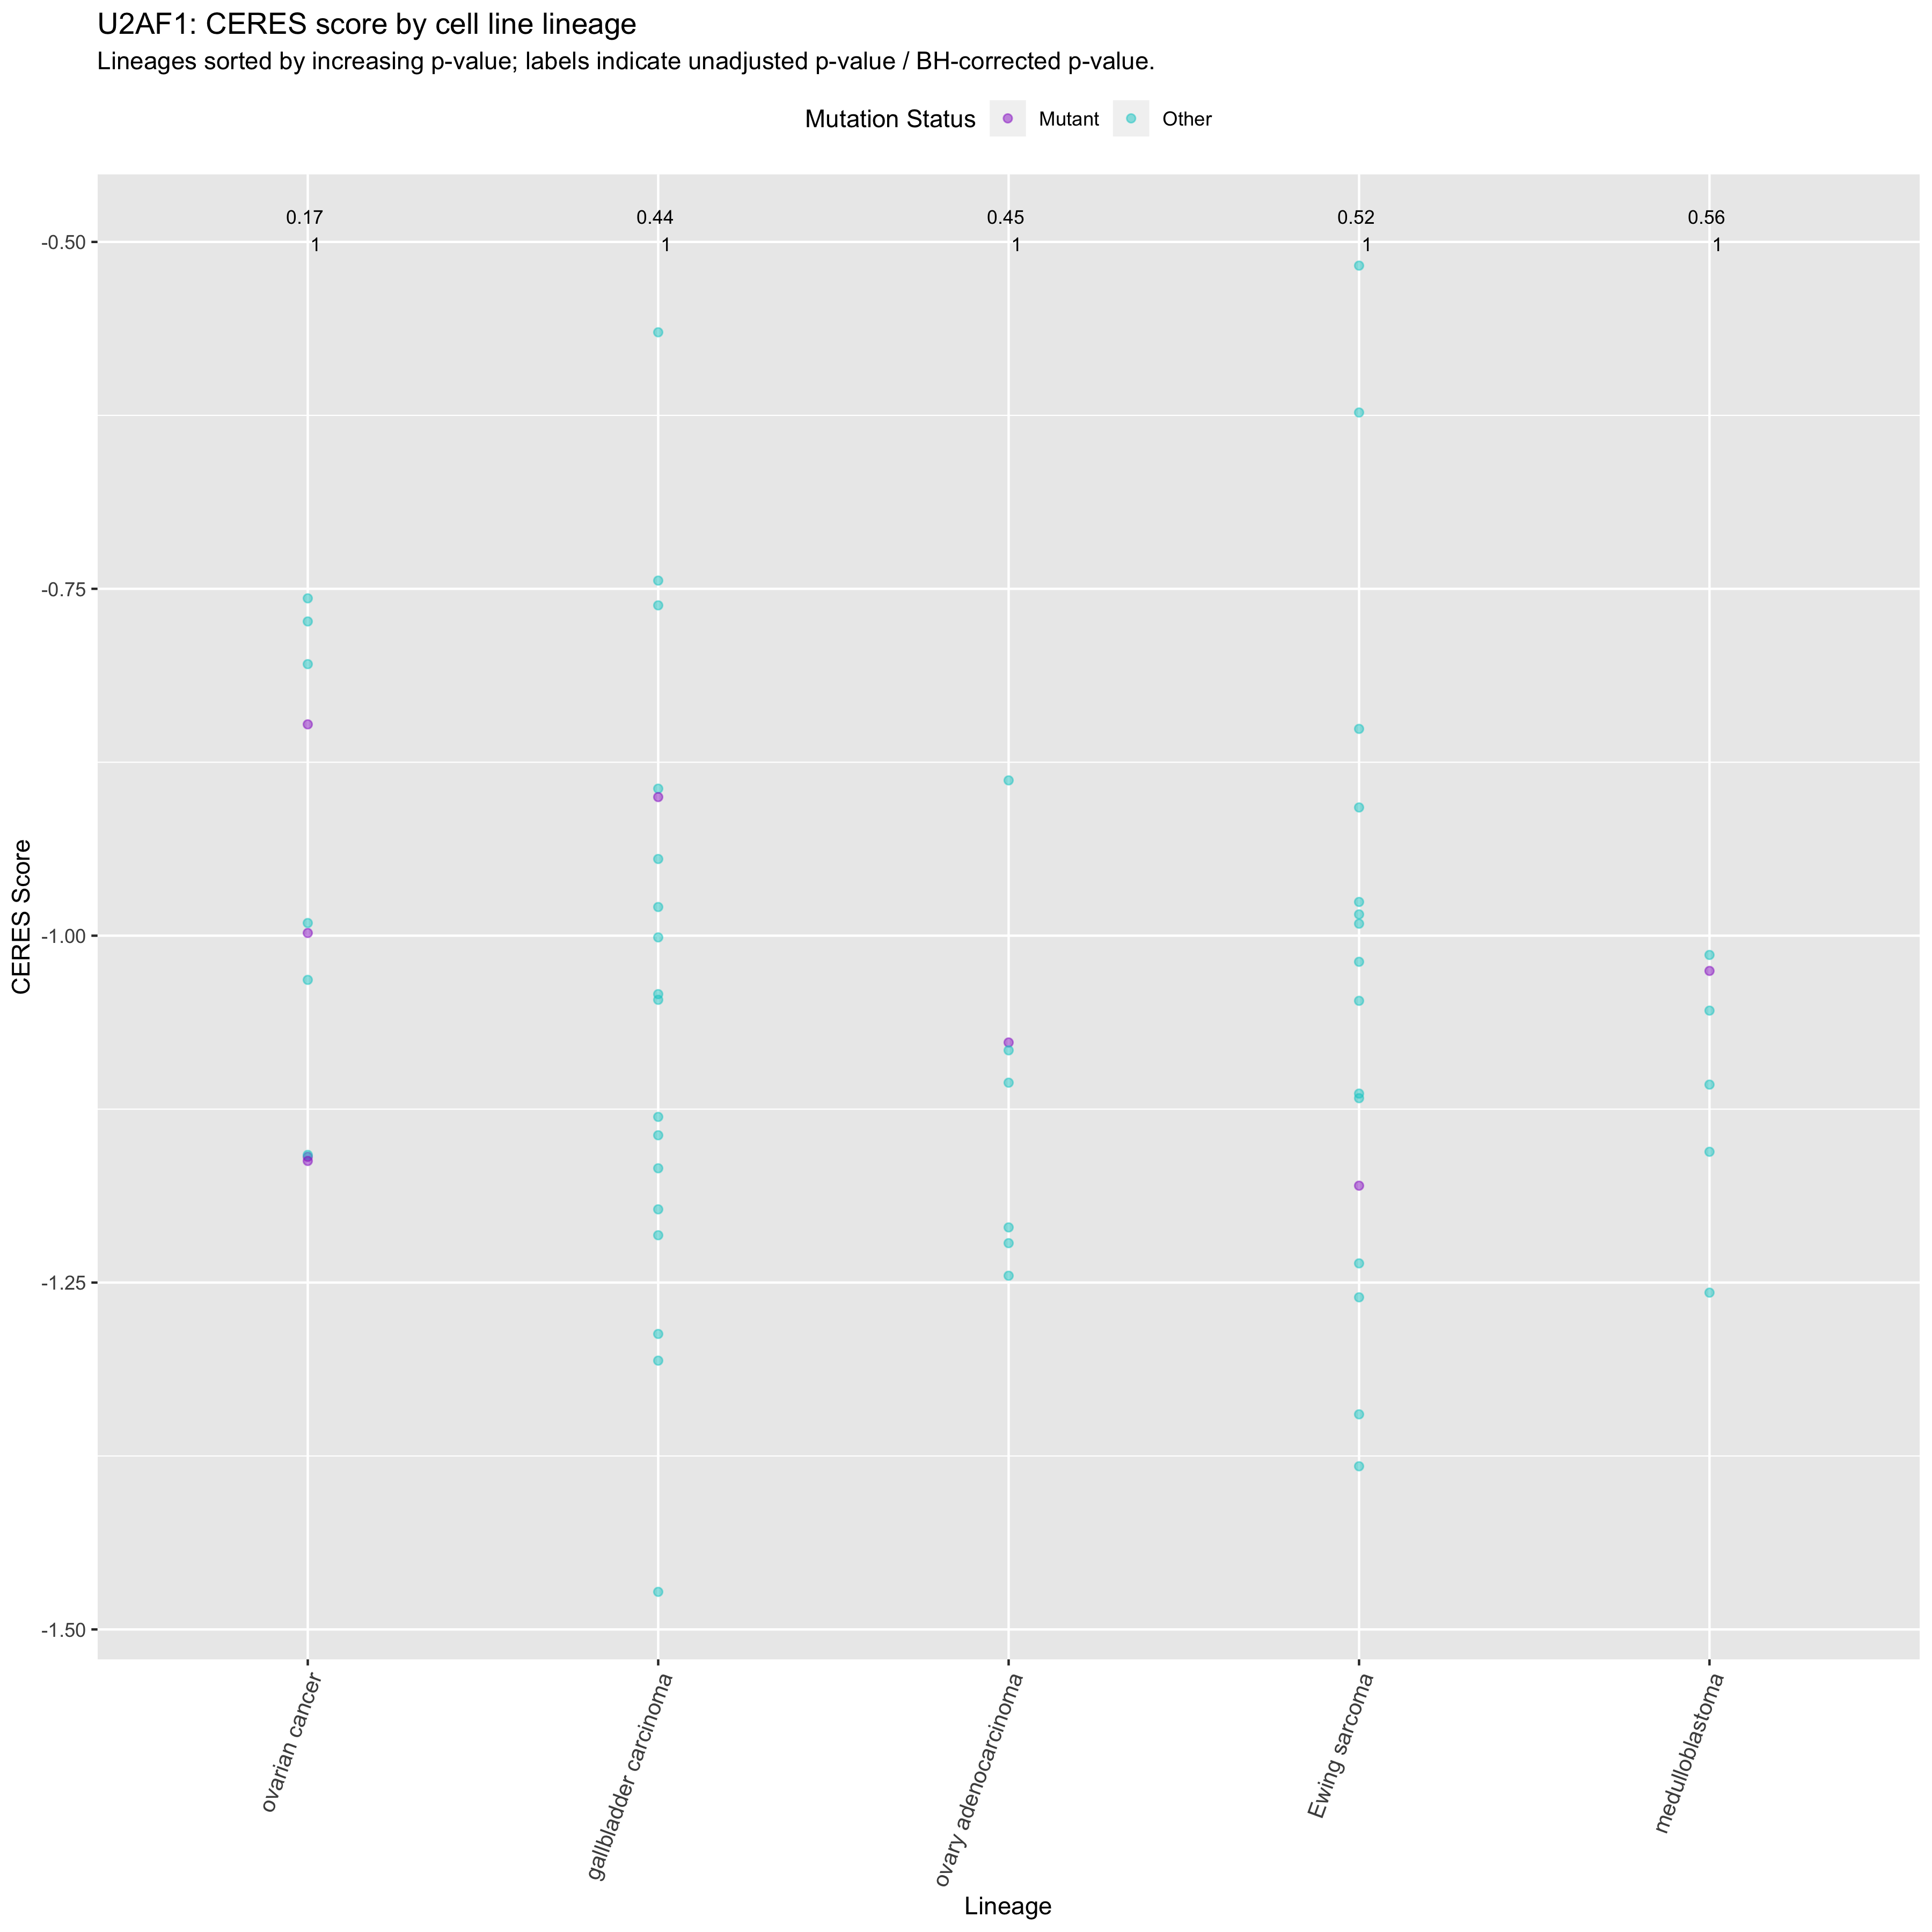 U2AF1: CERES score by cell line lineage
Lineages sorted by increasing p-value; labels indicate unadjusted p-value / BH-corrected p-value.
Mutation Status Mutant Other
0.17 0.44 0.45 0.52 0.56
1 1 1 1 1
-0.50
-0.75
-1.00
-1.25
-1.50
CERES Score
ovarian cancer
gallbladder carcinoma
ovary adenocarcinoma
Ewing sarcoma
medulloblastoma
Lineage